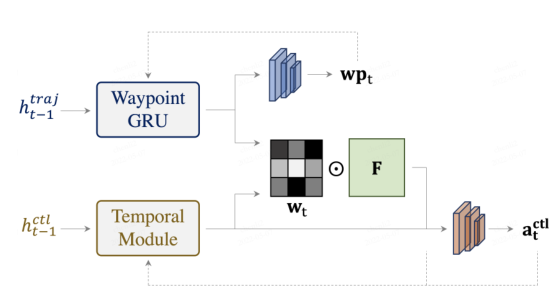 h_{t-1}^{traj}
Waypoint
GRU
wp_t
w_t
⊙
F
h_{t-1}^{ctl}
Temporal
Module
a_t^{ctl}